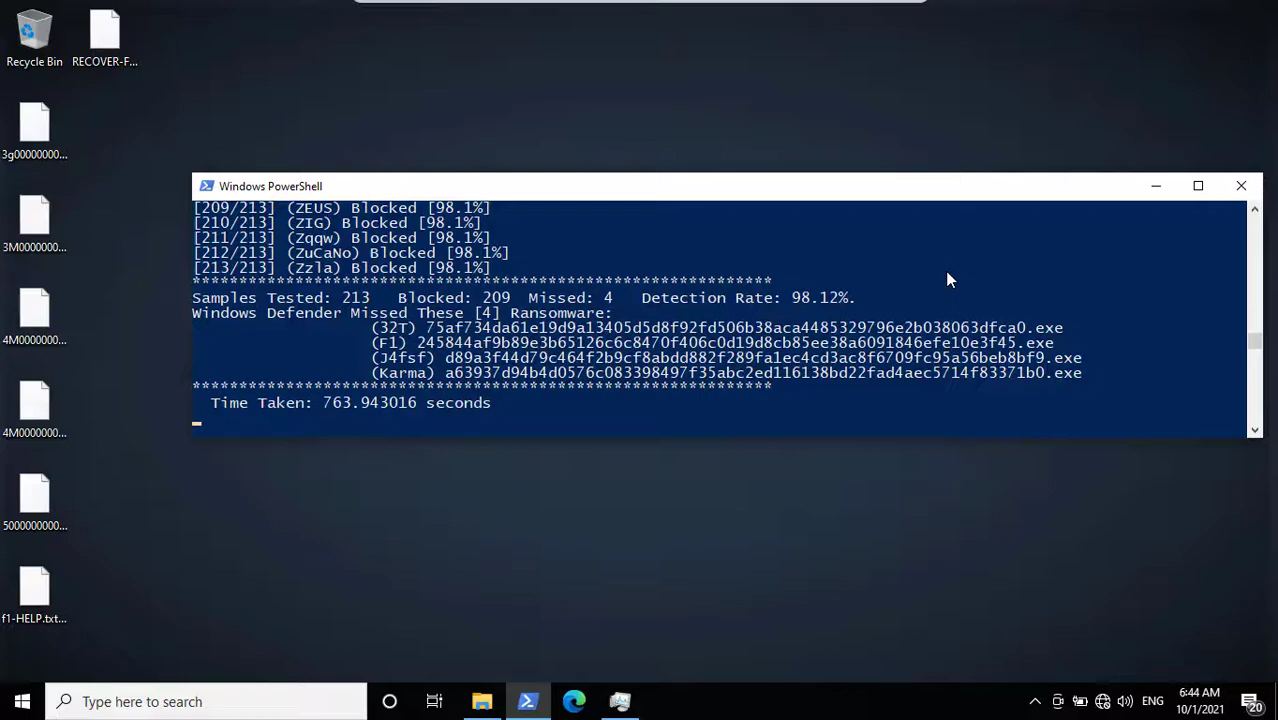 Recycle Bin
RECOVER-F...
3g00000000...
3M0000000...
4M0000000...
4M0000000...
5000000000...
f1-HELP.txt...
Windows PowerShell
[209/213] (ZEUS) Blocked [98.1%]
[210/213] (ZIG) Blocked [98.1%]
[211/213] (Zqqw) Blocked [98.1%]
[212/213] (ZuCaNo) Blocked [98.1%]
[213/213] (Zzla) Blocked [98.1%]
**************************************************************
Samples Tested: 213 Blocked: 209 Missed: 4 Detection Rate: 98.12%.
Windows Defender Missed These [4] Ransomware:
(32T) 75af734da61e19d9a13405d5d8f92fd506b38aca4485329796e2b038063dfca0.exe
(F1) 245844af9b89e3b65126c6c8470f406c0d19d8cb85ee38a6091846efe10e3f45.exe
(J4fsf) d89a3f44d79c464f2b9cf8abdd882f289fa1ec4cd3ac8f6709fc95a56beb8bf9.exe
(Karma) a63937d94b4d0576c083398497f35abc2ed116138bd22fad4aec5714f83371b0.exe
**************************************************************
Time Taken: 763.943016 seconds
Type here to search
ENG
6:44 AM
10/1/2021
20